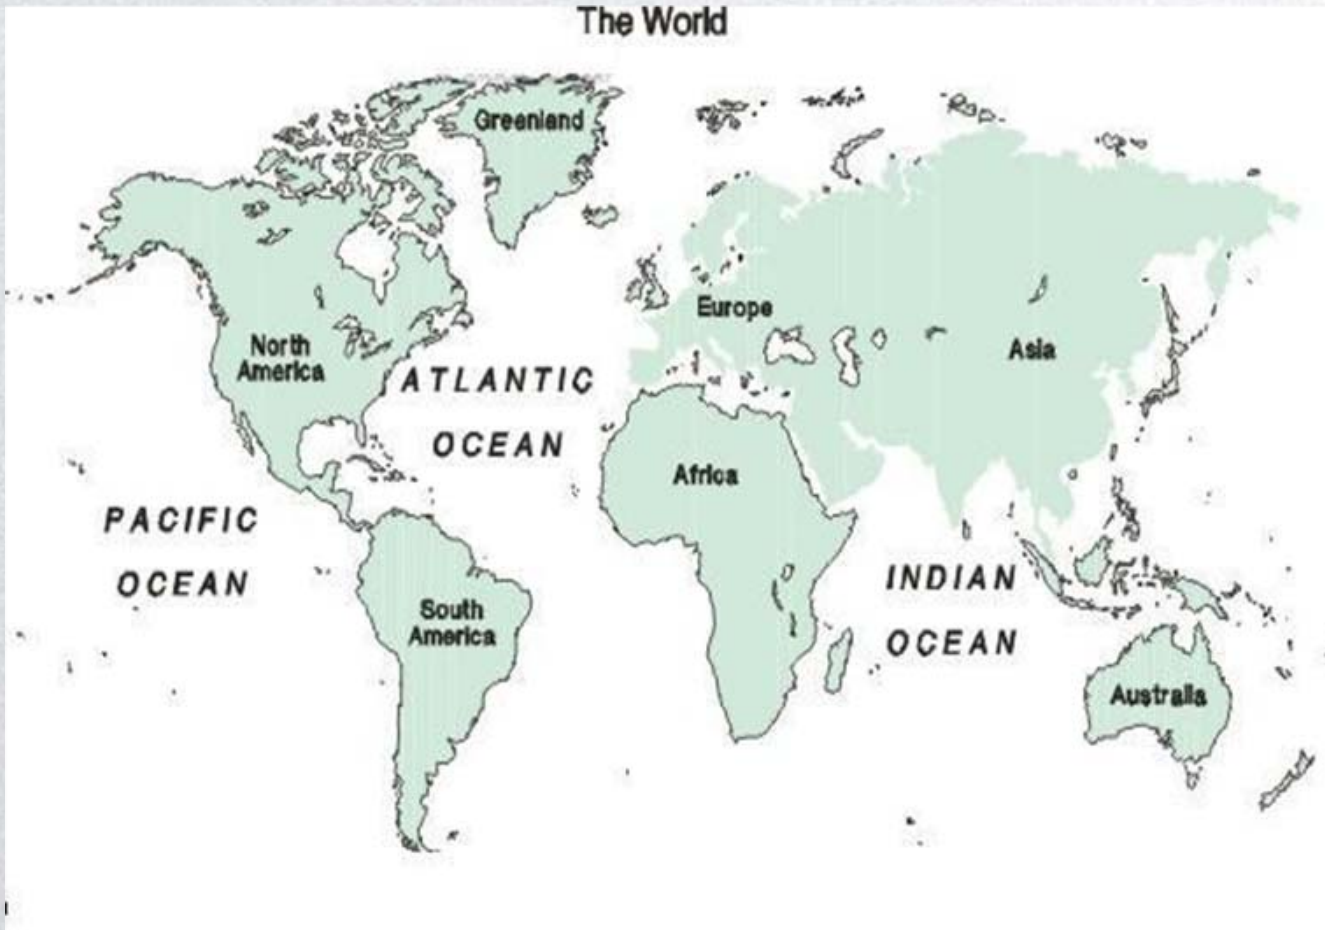 The World
Greenland
Europe
North
America
Asia
ATLANTIC
OCEAN
Africa
PACIFIC
OCEAN
INDIAN
OCEAN
South
America
Australia